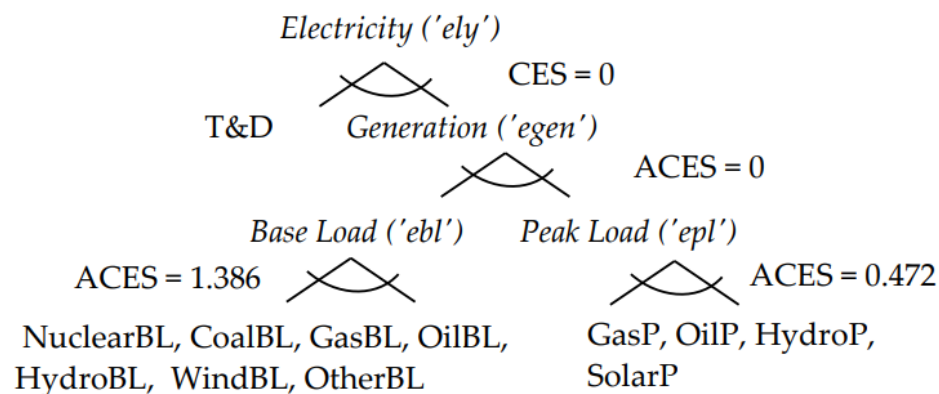 Electricity ('ely')
CES = 0
T&D
Generation ('egen')
ACES = 0
Base Load ('ebl')
Peak Load ('epl')
ACES = 1.386
ACES = 0.472
NuclearBL, CoalBL, GasBL, OilBL,
HydroBL, WindBL, OtherBL
GasP, OilP, HydroP,
SolarP